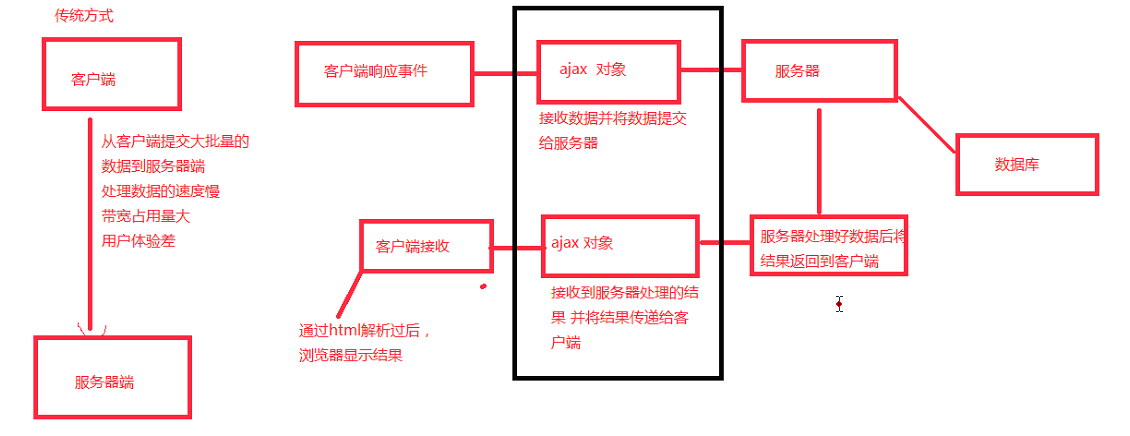 传统方式
客户端
从客户端提交大批量的
数据到服务器端
处理数据的速度慢
带宽占用量大
用户体验差
服务器端
客户端响应事件
ajax 对象
接收数据并将数据提交
给服务器
服务器
数据库
服务器处理好数据后将
结果返回到客户端
ajax 对象
接收到服务器处理的结
果 并将结果传递给客
户端
客户端接收
通过html解析过后，
浏览器显示结果